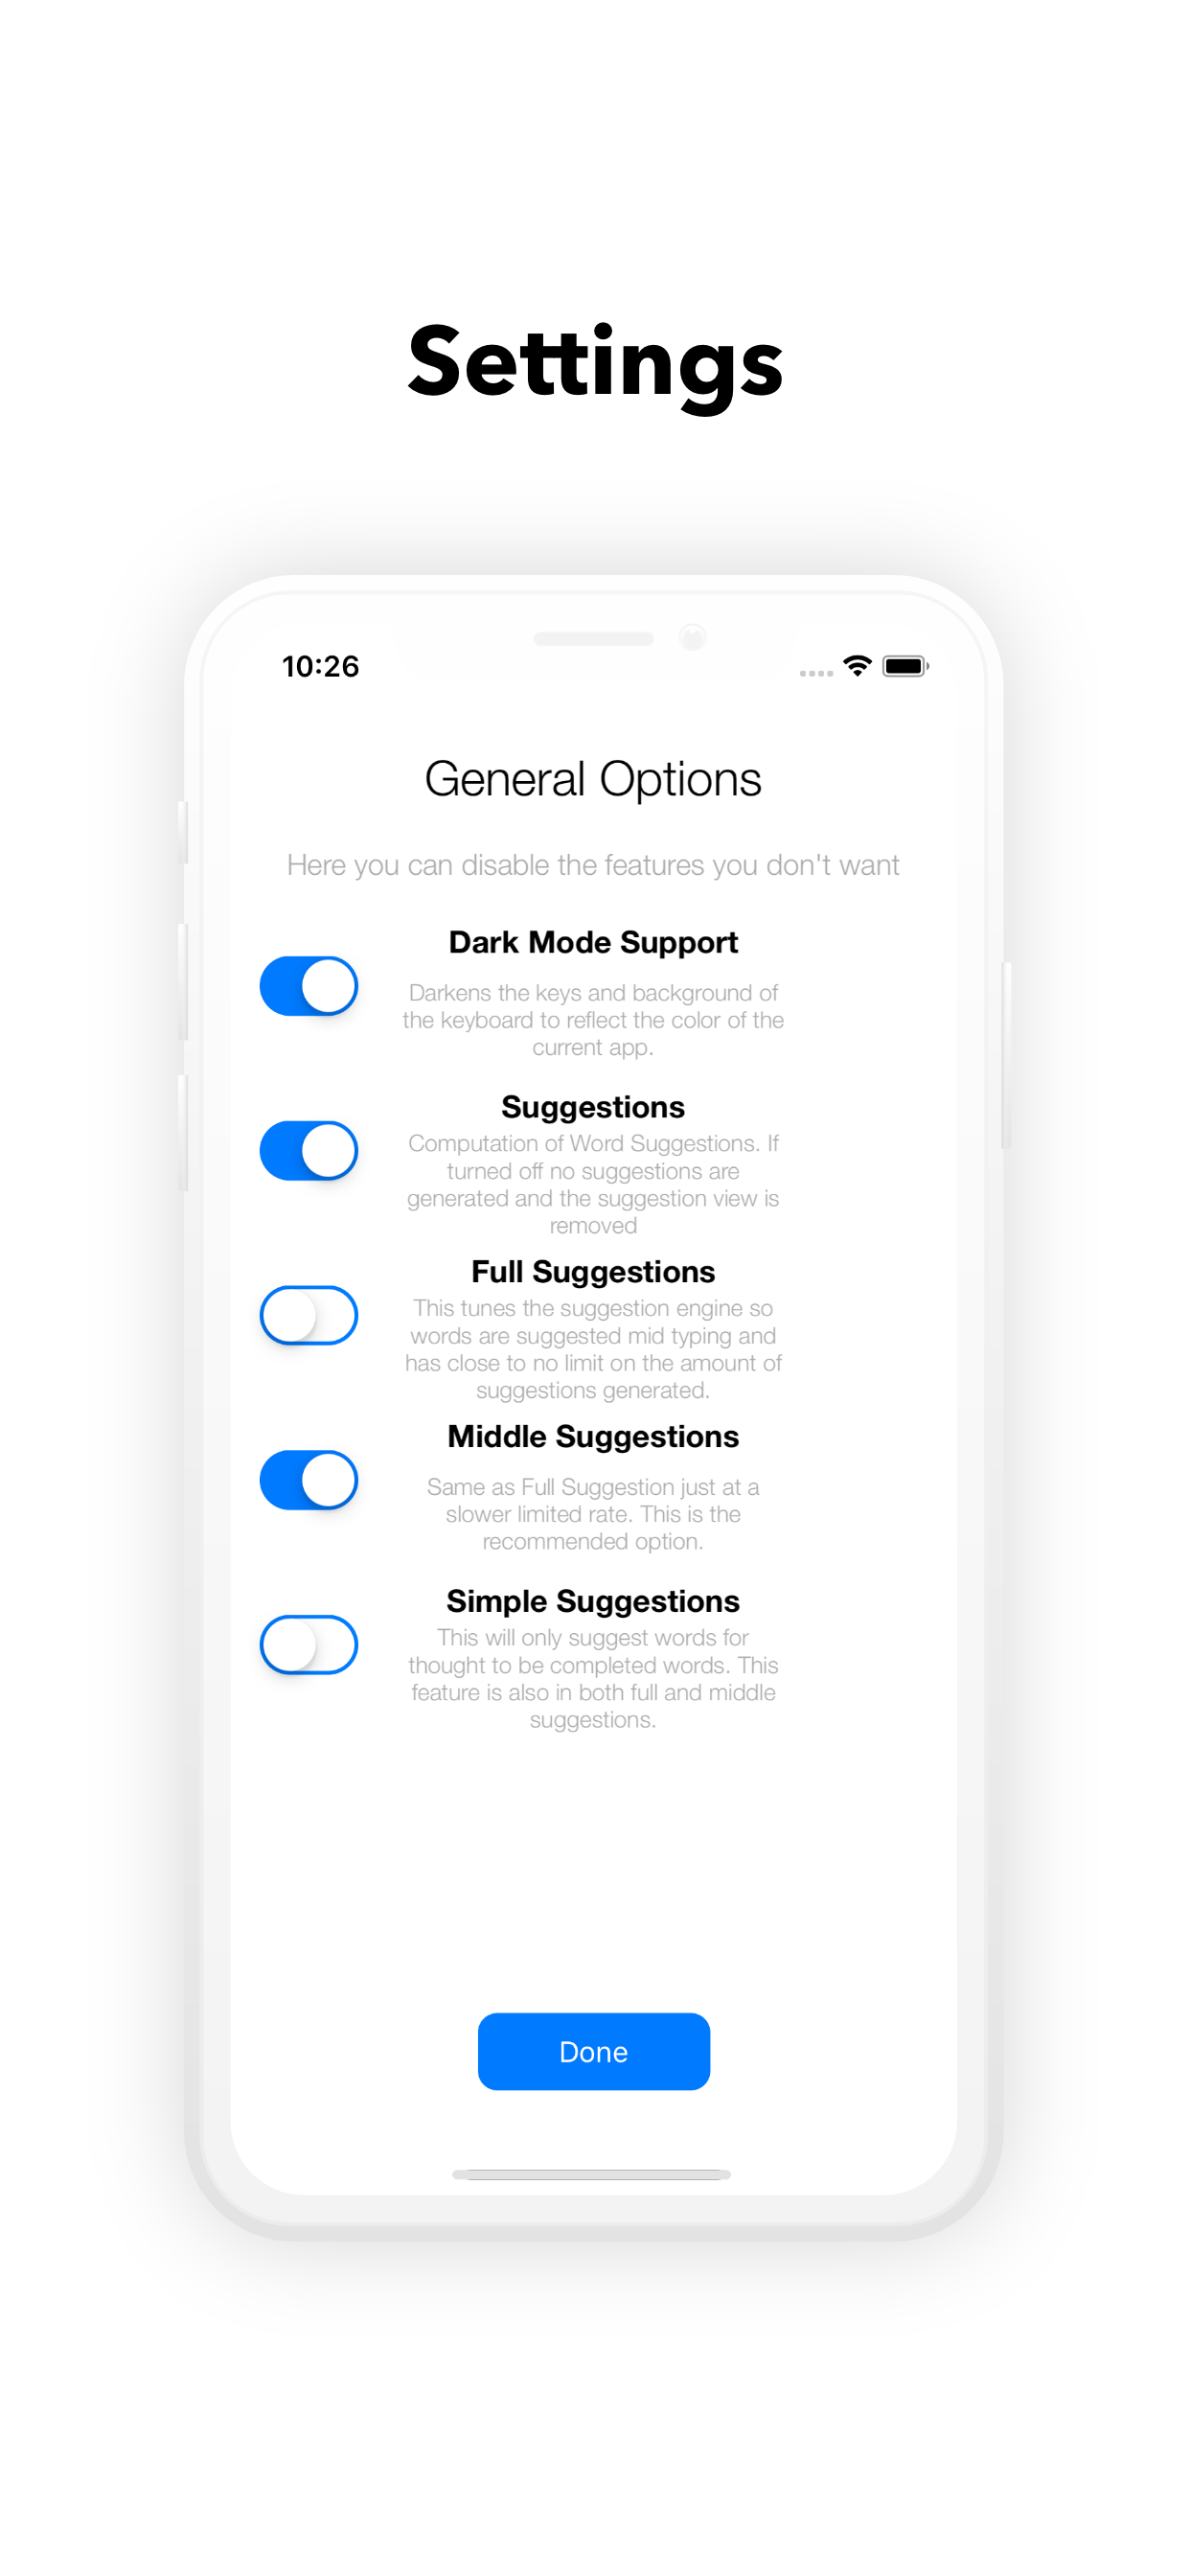 Settings
10:26
General Options
Here you can disable the features you don't want
Dark Mode Support
Darkens the keys and background of
the keyboard to reflect the color of the
current app.
Suggestions
Computation of Word Suggestions. If
turned off no suggestions are
generated and the suggestion view is
removed
Full Suggestions
This tunes the suggestion engine so
words are suggested mid typing and
has close to no limit on the amount of
suggestions generated.
Middle Suggestions
Same as Full Suggestion just at a
slower limited rate. This is the
recommended option.
Simple Suggestions
This will only suggest words for
thought to be completed words. This
feature is also in both full and middle
suggestions.
Done